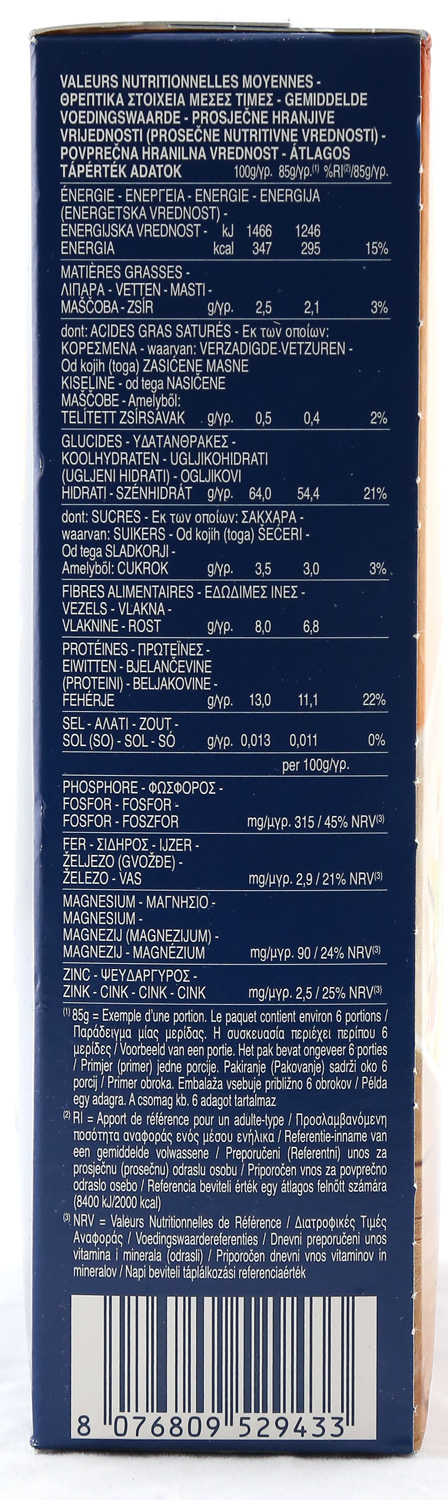 VALEURS NUTRITIONNELLES MOYENNES -
ΘΡΕΠΤΙΚΑ ΣΤΟΙΧΕΙΑ ΜΕΣΕΣ ΤΙΜΕΣ - GEMIDDELDE
VOEDINGSWAARDE - PROSJEČNE HRANJIVE
VRIJEDNOSTI (PROSEČNE NUTRITIVNE VREDNOSTI) -
POVPREČNA HRANILNA VREDNOST - ÁTLAGOS
TÁPÉRTÉK ADATOK 100g/γρ. 85g/γρ.(1) %RI(2)/85g/γρ.
ÉNERGIE - ΕΝΕΡΓΕΙΑ - ENERGIE - ENERGIJA
(ENERGETSKA VREDNOST) -
ENERGIJSKA VREDNOST - kJ 1466 1246
ENERGIA kcal 347 295 15%
MATIÈRES GRASSES -
ΛΙΠΑΡΑ - VETTEN - MASTI -
MAŠČOBA - ZSÍR g/γρ. 2,5 2,1 3%
dont: ACIDES GRAS SATURÉS - Εκ των οποίων:
ΚΟΡΕΣΜΕΝΑ - waarvan: VERZADIGDE VETZUREN -
Od kojih (toga) ZASIĆENE MASNE
KISELINE - od tega NASIČENE
MAŠČOBE - Amelyből:
TELÍTETT ZSÍRSAVAK g/γρ. 0,5 0,4 2%
GLUCIDES - ΥΔΑΤΑΝΘΡΑΚΕΣ -
KOOLHYDRATEN - UGLJIKOHIDRATI
(UGLJENI HIDRATI) - OGLJIKOVI
HIDRATI - SZÉNHIDRÁT g/γρ. 64,0 54,4 21%
dont: SUCRES - Εκ των οποίων: ΣΑΚΧΑΡΑ -
waarvan: SUIKERS - Od kojih (toga) ŠEĆERI -
Od tega SLADKORJI -
Amelyből: CUKROK g/γρ. 3,5 3,0 3%
FIBRES ALIMENTAIRES - ΕΔΩΔΙΜΕΣ ΙΝΕΣ -
VEZELS - VLAKNA -
VLAKNINE - ROST g/γρ. 8,0 6,8
PROTÉINES - ΠΡΩΤΕΪΝΕΣ -
EIWITTEN - BJELANČEVINE
(PROTEINI) - BELJAKOVINE -
FEHÉRJE g/γρ. 13,0 11,1 22%
SEL - ΑΛΑΤΙ - ZOUT -
SOL (SO) - SOL - SÓ g/γρ. 0,013 0,011 0%
per 100g/γρ.
PHOSPHORE - ΦΩΣΦΟΡΟΣ -
FOSFOR - FOSFOR -
FOSFOR - FOSZFOR mg/μγρ. 315 / 45% NRV(3)
FER - ΣΙΔΗΡΟΣ - IJZER -
ŽELJEZO (GVOŽĐE) -
ŽELEZO - VAS mg/μγρ. 2,9 / 21% NRV(3)
MAGNESIUM - ΜΑΓΝΗΣΙΟ -
MAGNESIUM -
MAGNEZIJ (MAGNEZIJUM) -
MAGNEZIJ - MAGNÉZIUM mg/μγρ. 90 / 24% NRV(3)
ZINC - ΨΕΥΔΑΡΓΥΡΟΣ -
ZINK - CINK - CINK - CINK mg/μγρ. 2,5 / 25% NRV(3)
(1) 85g = Exemple d'une portion. Le paquet contient environ 6 portions /
Παράδειγμα μίας μερίδας. Η συσκευασία περιέχει περίπου 6
μερίδες / Voorbeeld van een portie. Het pak bevat ongeveer 6 porties
/ Primjer (primer) jedne porcije. Pakiranje (Pakovanje) sadrži oko 6
porcij / Primer obroka. Embalaža vsebuje približno 6 obrokov / Példa
egy adagra. A csomag kb. 6 adagot tartalmaz
(2) RI = Apport de référence pour un adulte-type / Προσλαμβανόμενη
ποσότητα αναφοράς ενός μέσου ενήλικα / Referentie-inname van
een gemiddelde volwassene / Preporučeni (Referentni) unos za
prosječnu (prosečnu) odraslu osobu / Priporočen vnos za povprečno
odraslo osebo / Referencia beviteli érték egy átlagos felnőtt számára
(8400 kJ/2000 kcal)
(3) NRV = Valeurs Nutritionnelles de Référence / Διατροφικές Τιμές
Αναφοράς / Voedingswaardereferenties / Dnevni preporučeni unos
vitamina i minerala (odrasli) / Priporočen dnevni vnos vitaminov in
mineralov / Napi beviteli táplálkozási referenciaérték
8 076809 529433